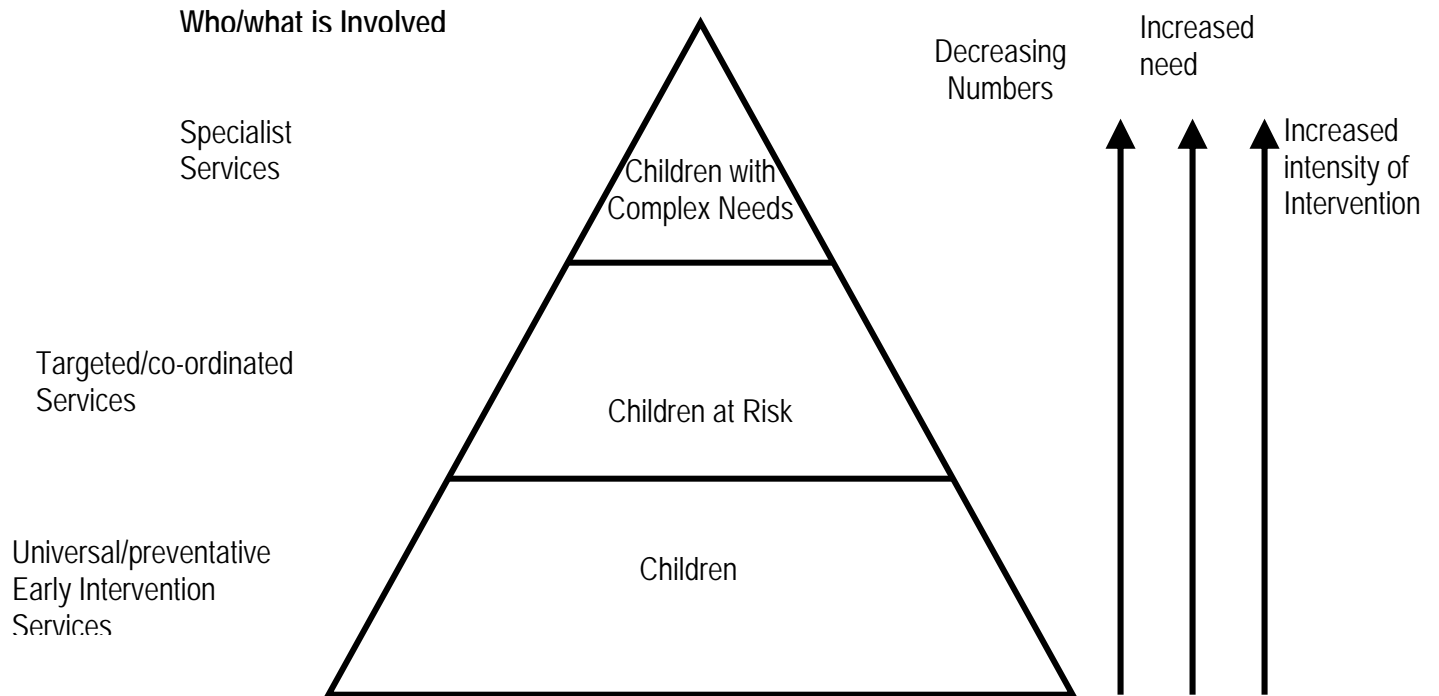 Who/what is Involved
Decreasing
Numbers
Increased
need
Specialist
Services
Increased
intensity of
Intervention
Children with
Complex Needs
Targeted/co-ordinated
Services
Children at Risk
Universal/preventative
Early Intervention
Services
Children